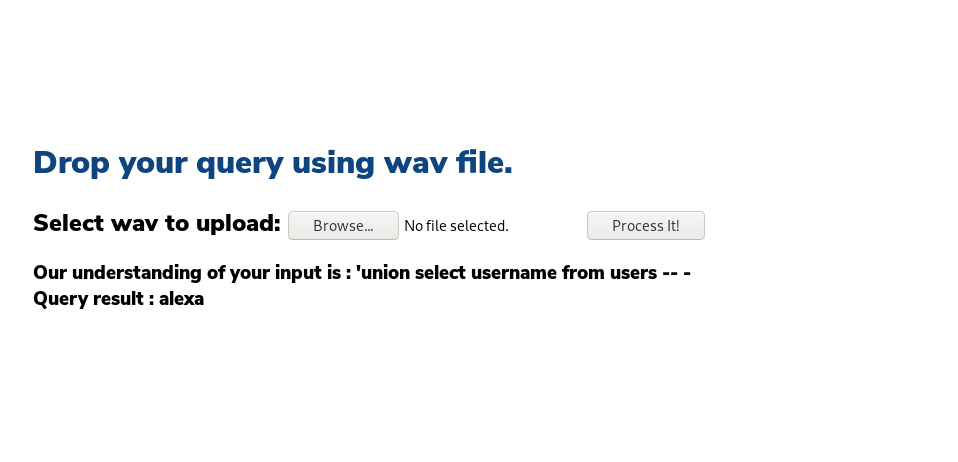 Drop your query using wav file.
Select wav to upload: Browse... No file selected. Process It!
Our understanding of your input is : 'union select username from users -- -
Query result : alexa